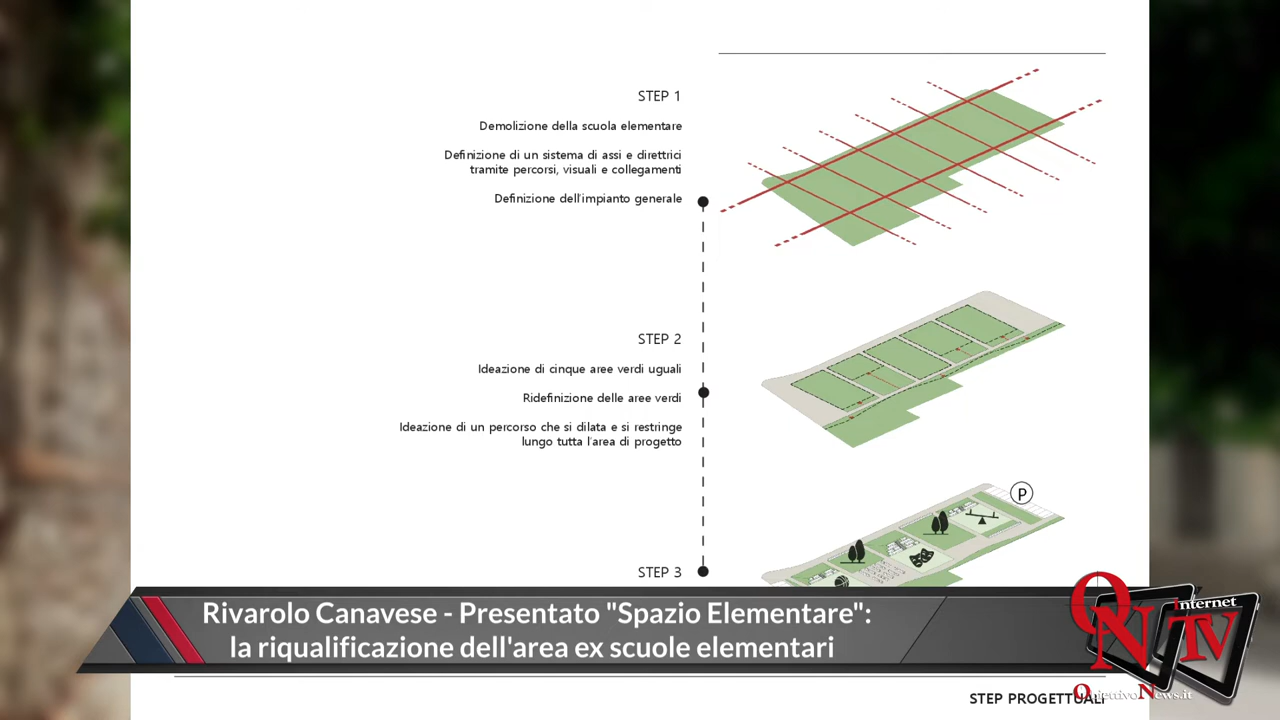 STEP 1
Demolizione della scuola elementare
Definizione di un sistema di assi e direttrici
tramite percorsi, visuali e collegamenti
Definizione dell'impianto generale
STEP 2
Ideazione di cinque aree verdi uguali
Ridefinizione delle aree verdi
Ideazione di un percorso che si dilata e si restringe
lungo tutta l'area di progetto
P
STEP 3
Rivarolo Canavese - Presentato "Spazio Elementare":
la riqualificazione dell'area ex scuole elementari
ON
Internet
TV
ObiettivoNews.it
STEP PROGETTUALI